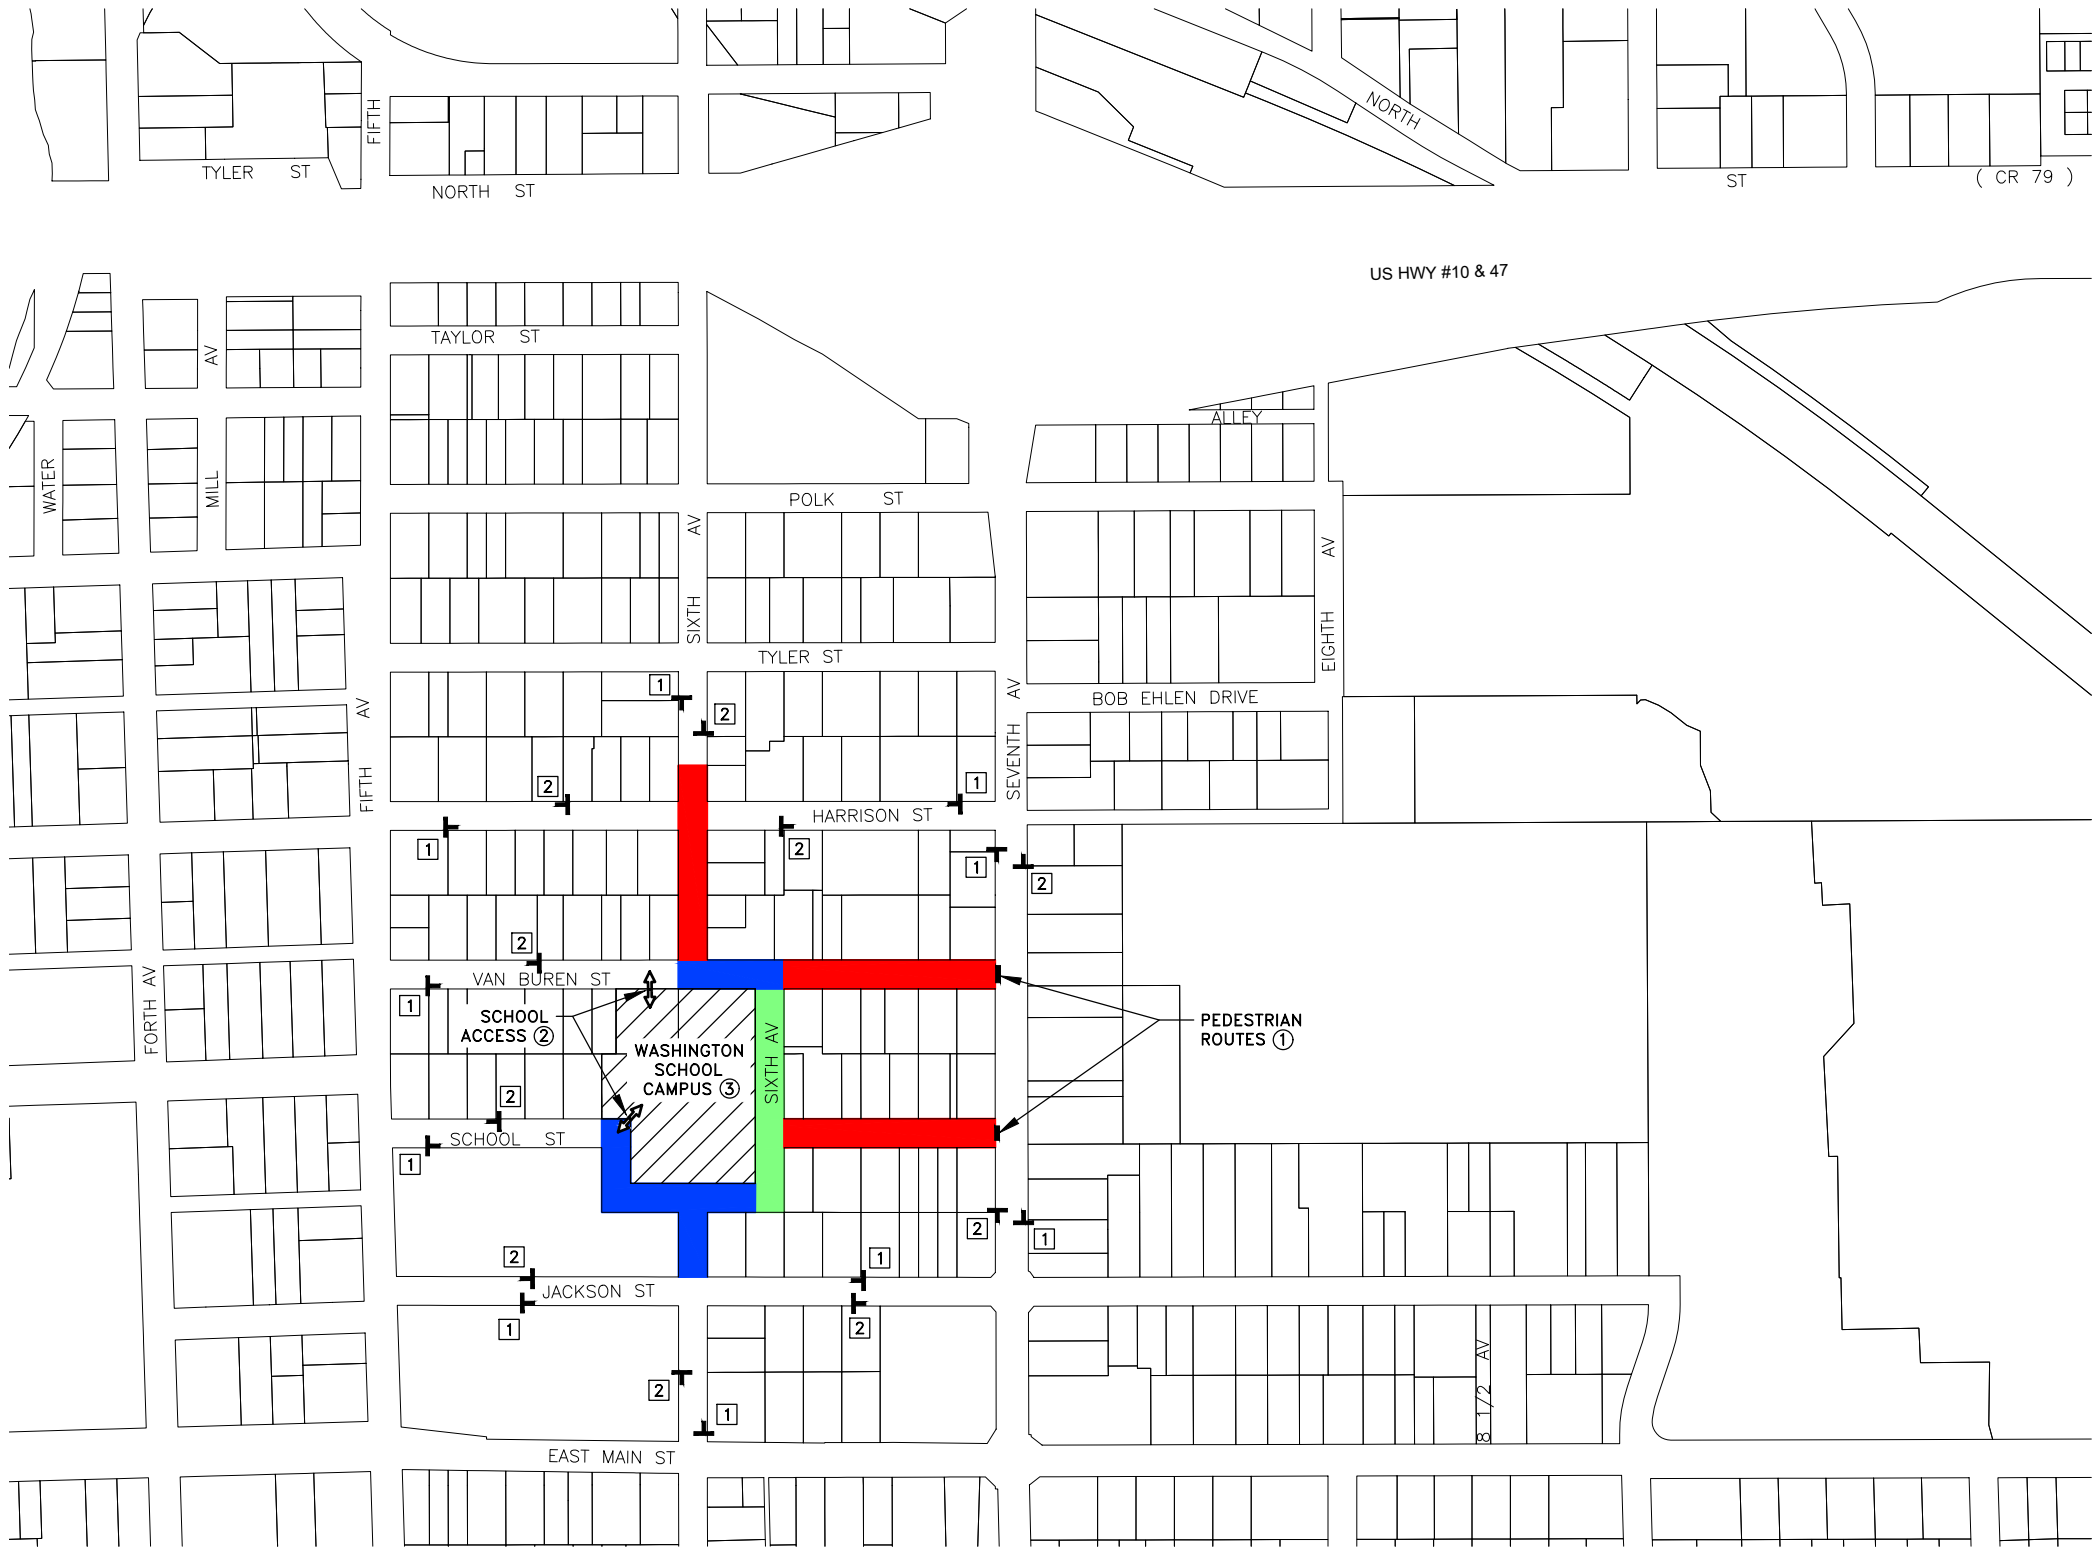 FIFTH
NORTH
TYLER ST
NORTH ST
ST
( CR 79 )
US HWY #10 & 47
TAYLOR ST
AV
ALLEY
WATER
MILL
POLK ST
AV
SIXTH
AV
EIGHTH
TYLER ST
1
2
AV
BOB EHLEN DRIVE
AV
SEVENTH
FIFTH
2
1
HARRISON ST
1
2
1
2
2
VAN BUREN ST
1
FORTH AV
SCHOOL
ACCESS 2
WASHINGTON
SCHOOL
CAMPUS 3
SIXTH AV
PEDESTRIAN
ROUTES 1
2
SCHOOL ST
1
2
1
2
1
JACKSON ST
1
2
2
1
8 1/2 AV
EAST MAIN ST